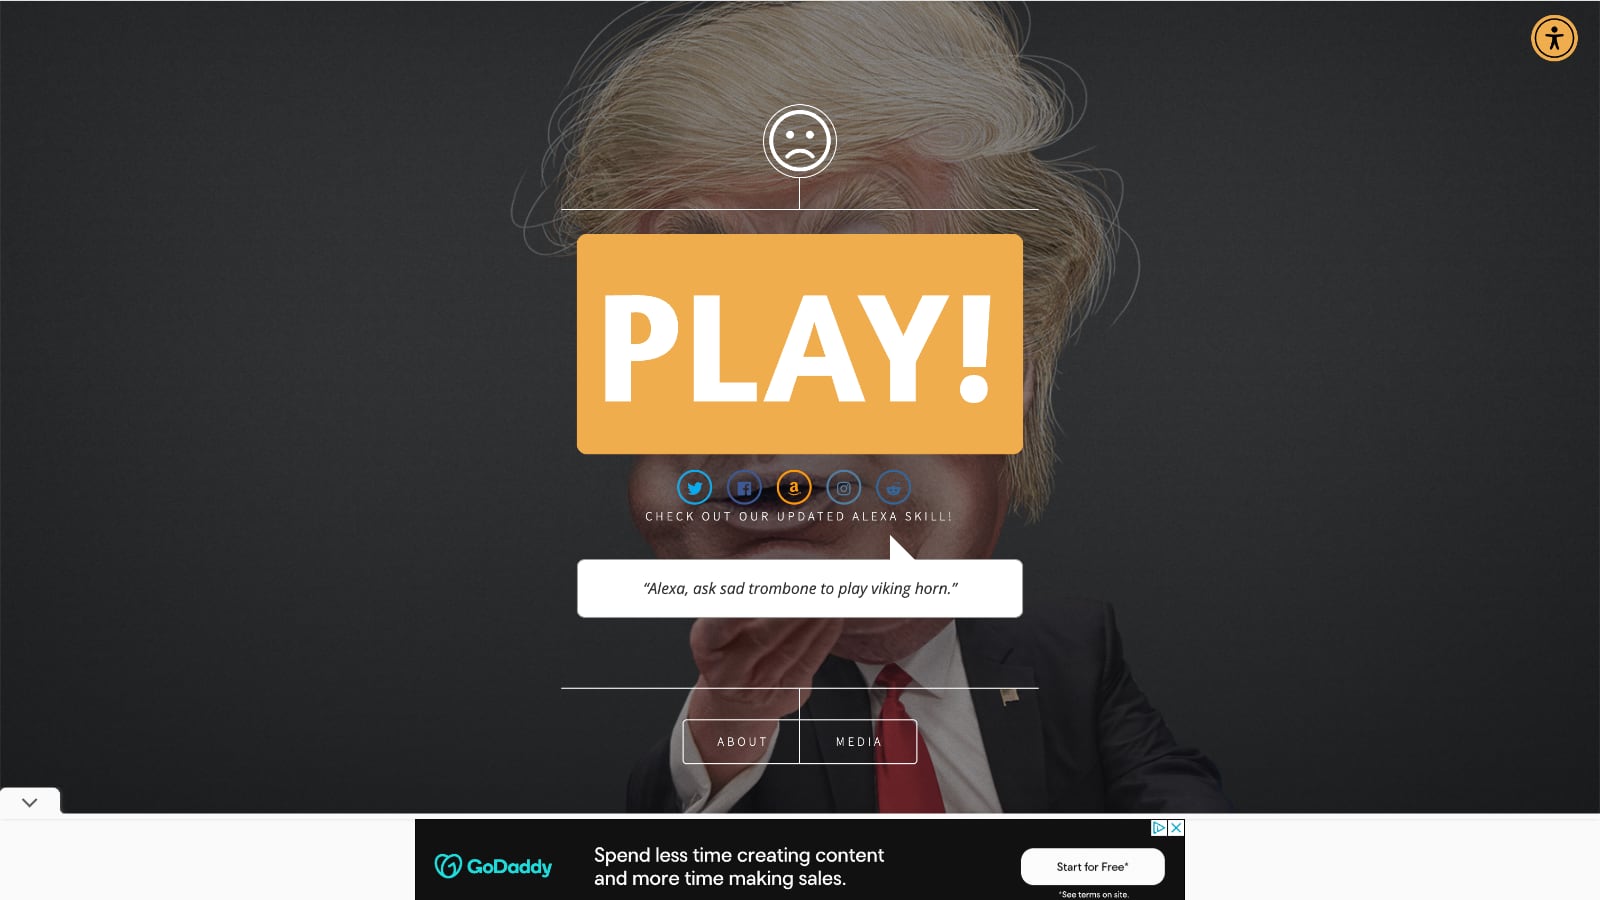 PLAY!
CHECK OUT OUR UPDATED ALEXA SKILL!
“Alexa, ask sad trombone to play viking horn.”
ABOUT
MEDIA
GoDaddy
Spend less time creating content
and more time making sales.
Start for Free*
*See terms on site.